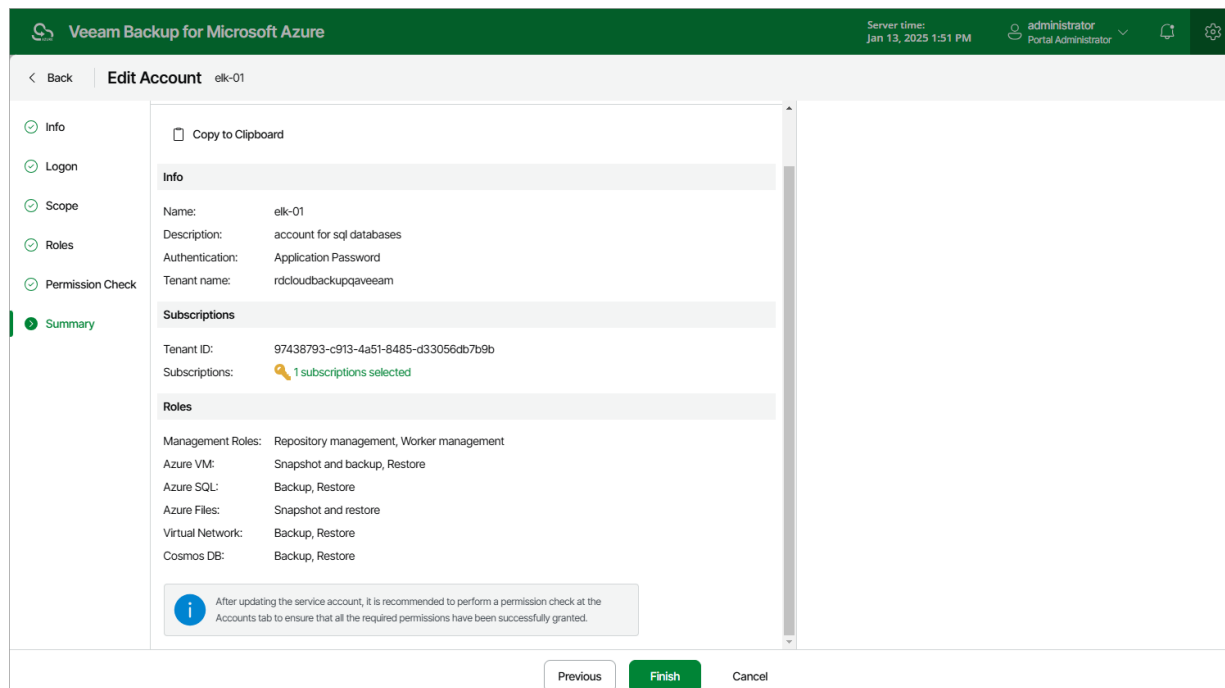 Veeam Backup for Microsoft Azure
Server time:
Jan 13, 2025 1:51 PM
administrator
Portal Administrator
Back
Edit Account elk-01
Info
Logon
Scope
Roles
Permission Check
Summary
Copy to Clipboard
Info
Name: elk-01
Description: account for sql databases
Authentication: Application Password
Tenant name: rdcloudbackupqaveeam
Subscriptions
Tenant ID: 97438793-c913-4a51-8485-d33056db7b9b
Subscriptions: 1 subscriptions selected
Roles
Management Roles: Repository management, Worker management
Azure VM: Snapshot and backup, Restore
Azure SQL: Backup, Restore
Azure Files: Snapshot and restore
Virtual Network: Backup, Restore
Cosmos DB: Backup, Restore
After updating the service account, it is recommended to perform a permission check at the
Accounts tab to ensure that all the required permissions have been successfully granted.
Previous Finish Cancel